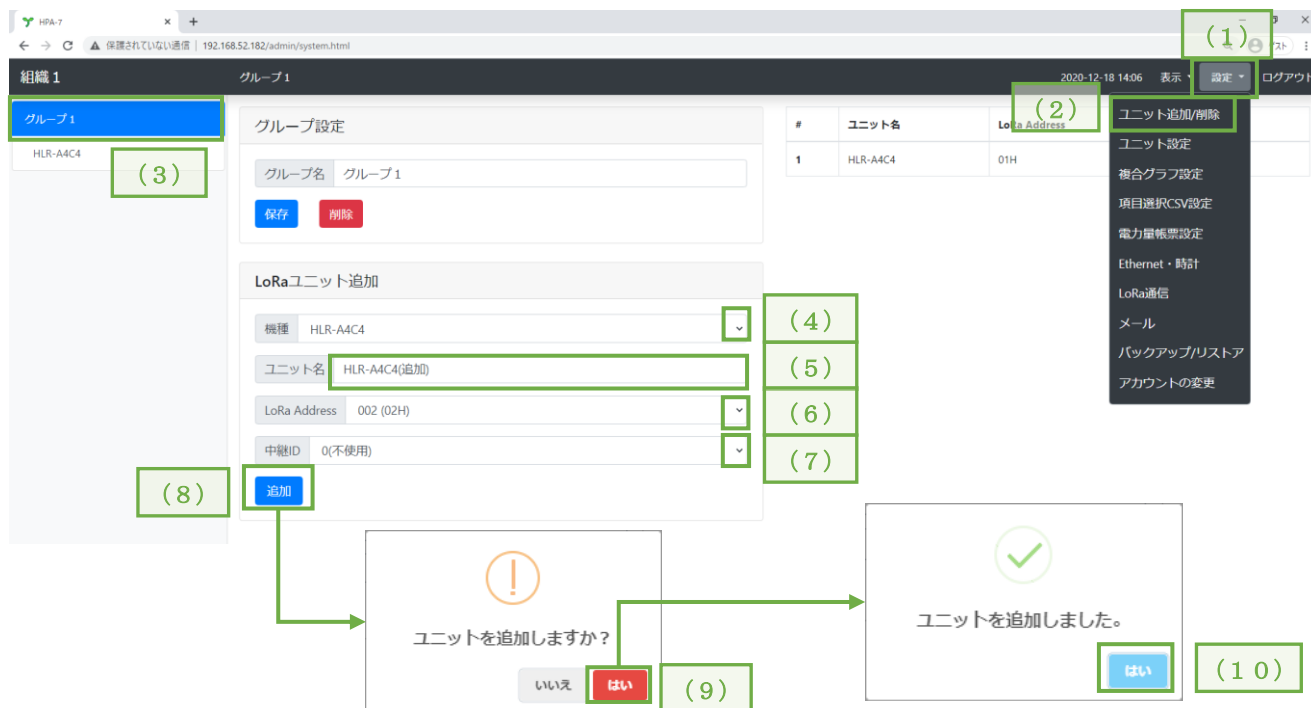 HPA-7
(1)
保護されていない通信 | 192.168.52.182/admin/system.html
組織 1
グループ 1
2020-12-18 14:06 表示 設定 ログアウト
(2)
グループ 1
HLR-A4C4
(3)
グループ設定
グループ名 グループ 1
保存 削除
# ユニット名 LoRa Address
1 HLR-A4C4 01H
ユニット追加/削除
ユニット設定
複合グラフ設定
項目選択CSV設定
電力量帳票設定
Ethernet・時計
LoRa通信
メール
バックアップ/リストア
アカウントの変更
LoRaユニット追加
機種 HLR-A4C4
(4)
ユニット名 HLR-A4C4(追加)
(5)
LoRa Address 002 (02H)
(6)
中継ID 0(不使用)
(7)
(8)
追加
ユニットを追加しますか？
いいえ はい
(9)
ユニットを追加しました。
はい
(10)